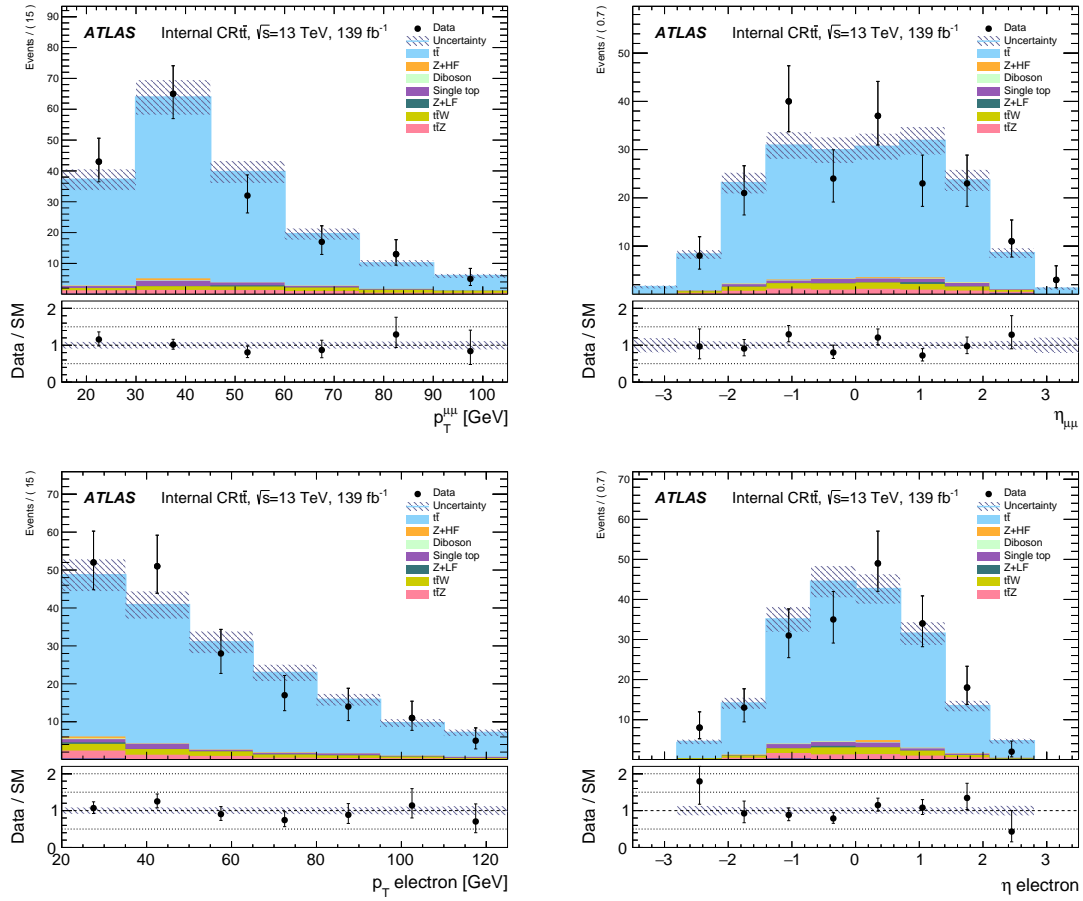 Events / ( 15 )
90
80
70
60
50
40
30
20
10
ATLAS Internal CRtt̄, √s=13 TeV, 139 fb⁻¹
Data
Uncertainty
tt̄
Z+HF
Diboson
Single top
Z+LF
tt̄W
tt̄Z
Data / SM
2
1
0
20 30 40 50 60 70 80 90 100
p_T^μμ [GeV]
Events / ( 0.7 )
50
40
30
20
10
ATLAS Internal CRtt̄, √s=13 TeV, 139 fb⁻¹
Data
Uncertainty
tt̄
Z+HF
Diboson
Single top
Z+LF
tt̄W
tt̄Z
Data / SM
2
1
0
−3 −2 −1 0 1 2 3
η_μμ
Events / ( 15 )
70
60
50
40
30
20
10
ATLAS Internal CRtt̄, √s=13 TeV, 139 fb⁻¹
Data
Uncertainty
tt̄
Z+HF
Diboson
Single top
Z+LF
tt̄W
tt̄Z
Data / SM
2
1
0
20 40 60 80 100 120
p_T electron [GeV]
Events / ( 0.7 )
70
60
50
40
30
20
10
ATLAS Internal CRtt̄, √s=13 TeV, 139 fb⁻¹
Data
Uncertainty
tt̄
Z+HF
Diboson
Single top
Z+LF
tt̄W
tt̄Z
Data / SM
2
1
0
−3 −2 −1 0 1 2 3
η electron